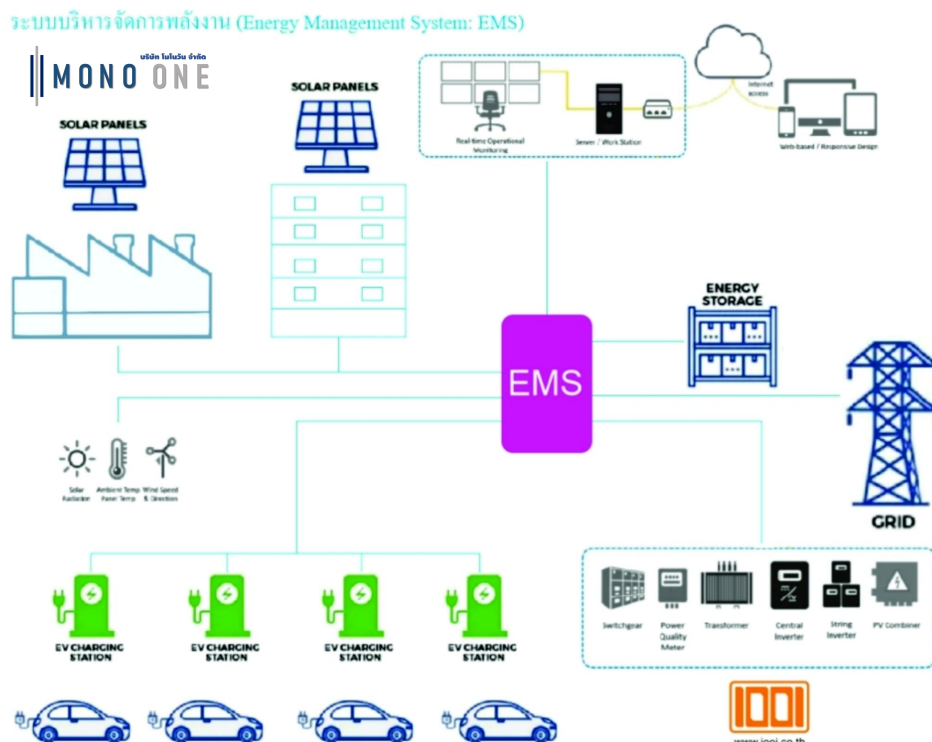 ระบบบริหารจัดการพลังงาน (Energy Management System: EMS)
บริษัท โมโนวัน จำกัด
MONO ONE
SOLAR PANELS
SOLAR PANELS
Real-time Operational
Monitoring
Server / Work Station
Internet
access
Web-based / Responsive Design
ENERGY
STORAGE
EMS
GRID
Solar
Radiation
Ambient Temp
Panel Temp
Wind Speed
& Direction
EV CHARGING
STATION
EV CHARGING
STATION
EV CHARGING
STATION
EV CHARGING
STATION
Switchgear
Power
Quality
Meter
Transformer
Central
Inverter
String
Inverter
PV Combiner